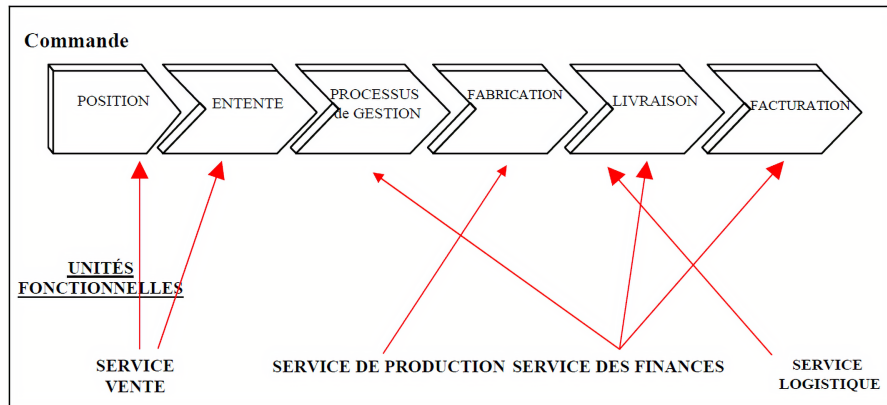 Commande
POSITION
ENTENTE
PROCESSUS
de GESTION
FABRICATION
LIVRAISON
FACTURATION
UNITÉS
FONCTIONNELLES
SERVICE
VENTE
SERVICE DE PRODUCTION
SERVICE DES FINANCES
SERVICE
LOGISTIQUE